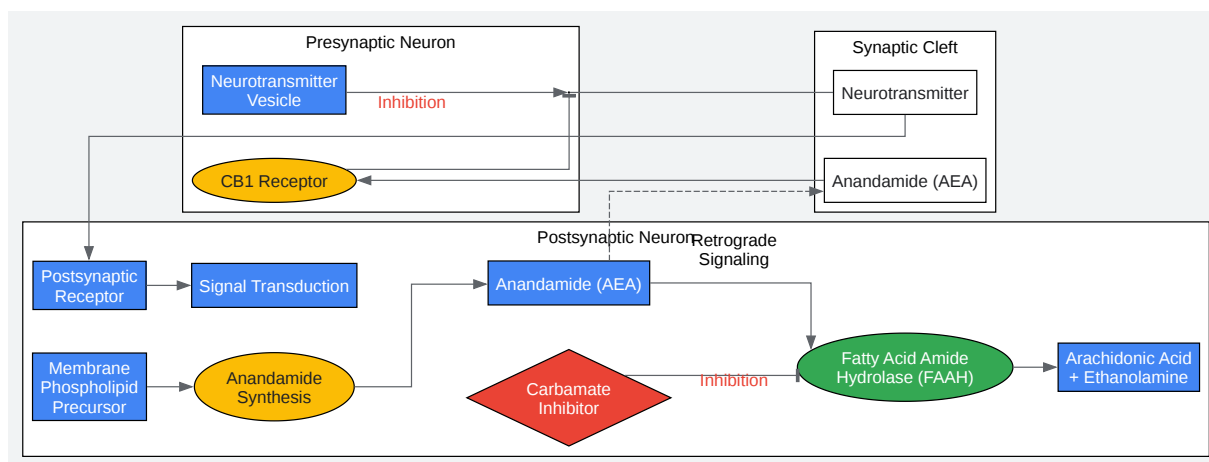 Presynaptic Neuron
Neurotransmitter
Vesicle
Inhibition
CB1 Receptor
Synaptic Cleft
Neurotransmitter
Anandamide (AEA)
Postsynaptic Neuron
Retrograde
Signaling
Postsynaptic
Receptor
Signal Transduction
Anandamide (AEA)
Membrane
Phospholipid
Precursor
Anandamide
Synthesis
Carbamate
Inhibitor
Inhibition
Fatty Acid Amide
Hydrolase (FAAH)
Arachidonic Acid
+ Ethanolamine